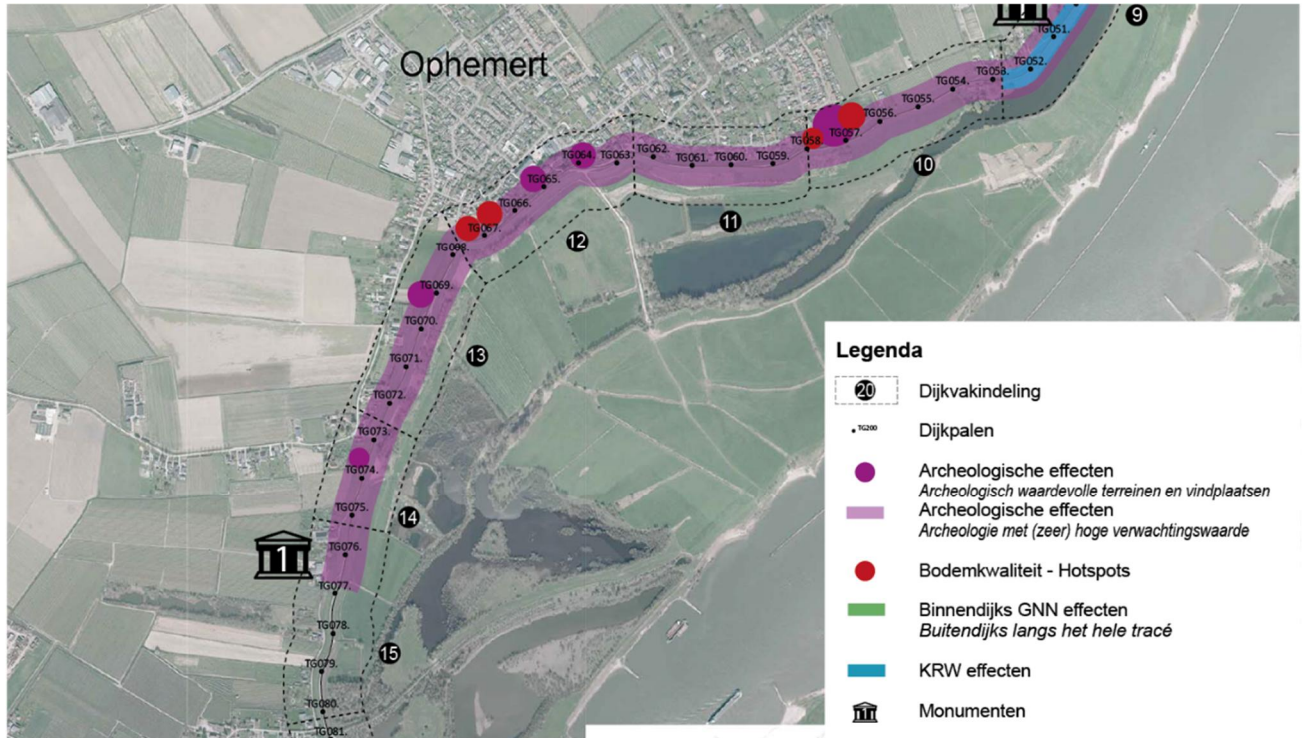 9
TG051.
TG052.
TG053.
TG054.
TG055.
TG056.
TG057.
TG058.
10
Ophemert
TG059.
TG060.
TG061.
TG062.
11
TG063.
TG064.
TG065.
TG066.
TG067.
12
TG068.
TG069.
TG070.
TG071.
TG072.
13
TG073.
TG074.
TG075.
14
1
TG076.
TG077.
TG078.
TG079.
TG080.
15
TG081.
Legenda
20 Dijkvakindeling
TG200 Dijkpalen
Archeologische effecten
Archeologisch waardevolle terreinen en vindplaatsen
Archeologische effecten
Archeologie met (zeer) hoge verwachtingswaarde
Bodemkwaliteit - Hotspots
Binnendijks GNN effecten
Buitendijks langs het hele tracé
KRW effecten
1 Monumenten